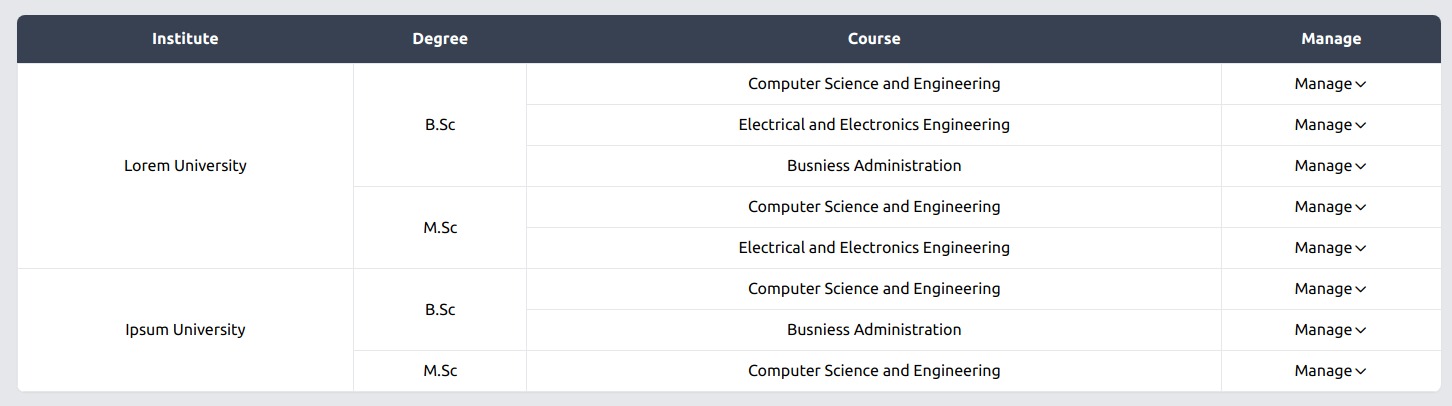 Institute Degree Course Manage
Computer Science and Engineering Manage
B.Sc Electrical and Electronics Engineering Manage
Lorem University Busniess Administration Manage
Computer Science and Engineering Manage
M.Sc
Electrical and Electronics Engineering Manage
Computer Science and Engineering Manage
B.Sc
Ipsum University Busniess Administration Manage
M.Sc Computer Science and Engineering Manage